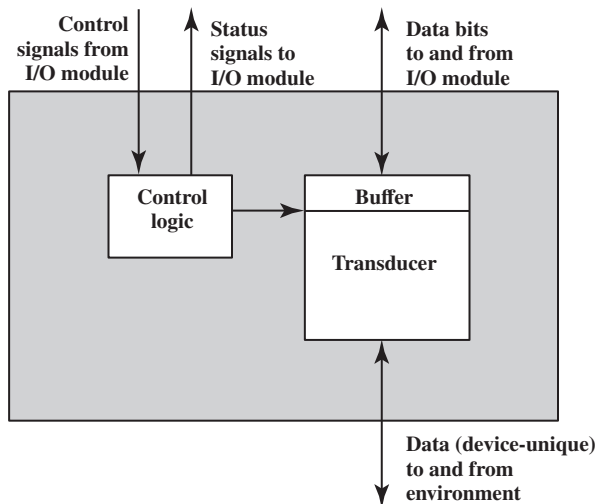 Control
signals from
I/O module
Status
signals to
I/O module
Data bits
to and from
I/O module
Control
logic
Buffer
Transducer
Data (device-unique)
to and from
environment